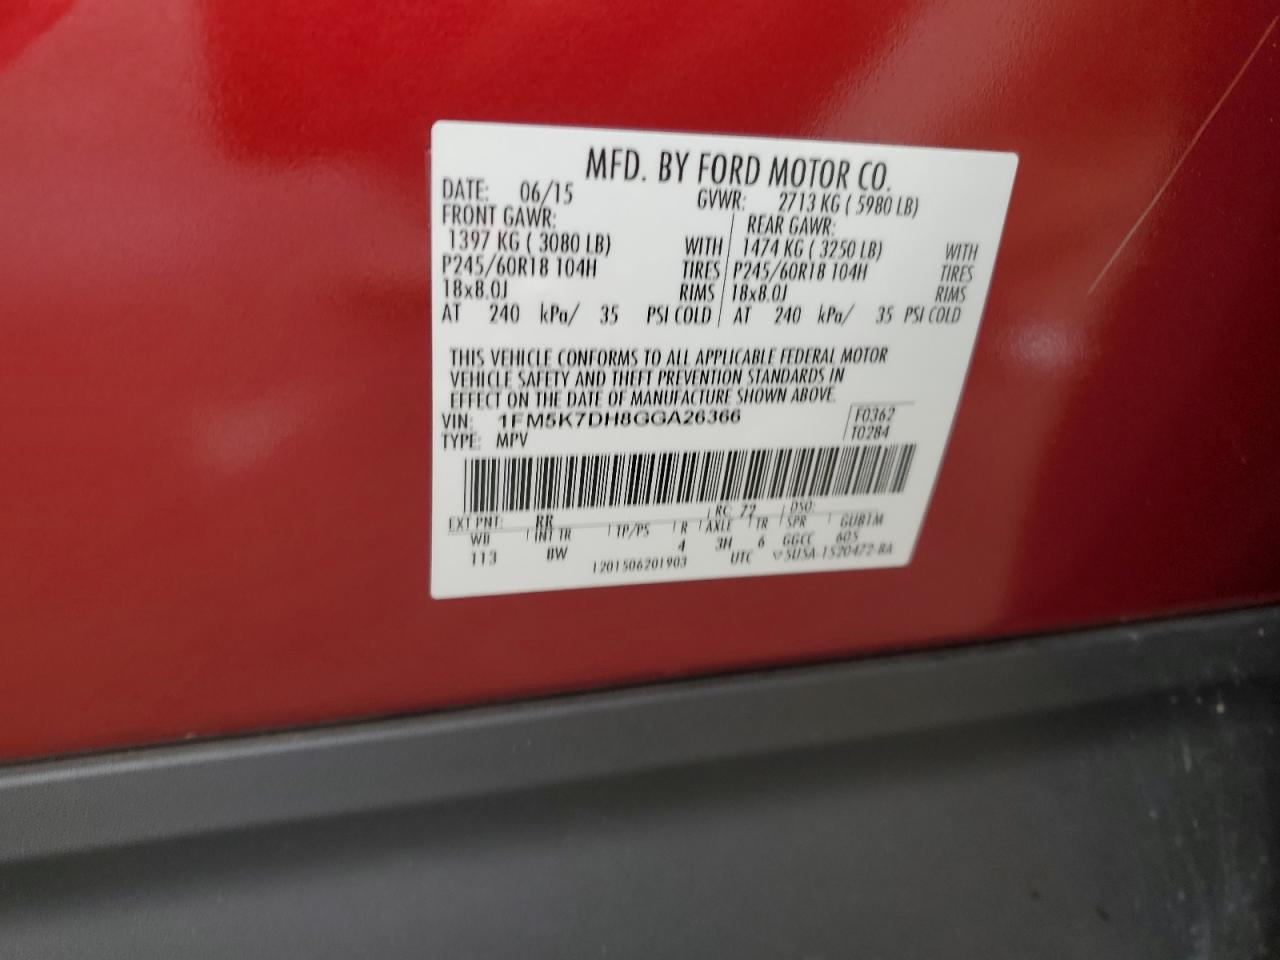 MFD. BY FORD MOTOR CO.
DATE: 06/15 GVWR: 2713 KG ( 5980 LB)
FRONT GAWR: REAR GAWR:
1397 KG ( 3080 LB) WITH 1474 KG ( 3250 LB) WITH
P245/60R18 104H TIRES P245/60R18 104H TIRES
18x8.0J RIMS 18x8.0J RIMS
AT 240 kPa/ 35 PSI COLD AT 240 kPa/ 35 PSI COLD
THIS VEHICLE CONFORMS TO ALL APPLICABLE FEDERAL MOTOR
VEHICLE SAFETY AND THEFT PREVENTION STANDARDS IN
EFFECT ON THE DATE OF MANUFACTURE SHOWN ABOVE.
VIN: 1FM5K7DH8GGA26366 F0362
TYPE: MPV T0284
EXT PNT: RR RC: 72 DSO:
WB INT TR TP/PS R AXLE TR SPR GUBTM
113 8W 4 3H 6 GGCC 605
1201506201903 UTC ▽5U5A-1520472-BA